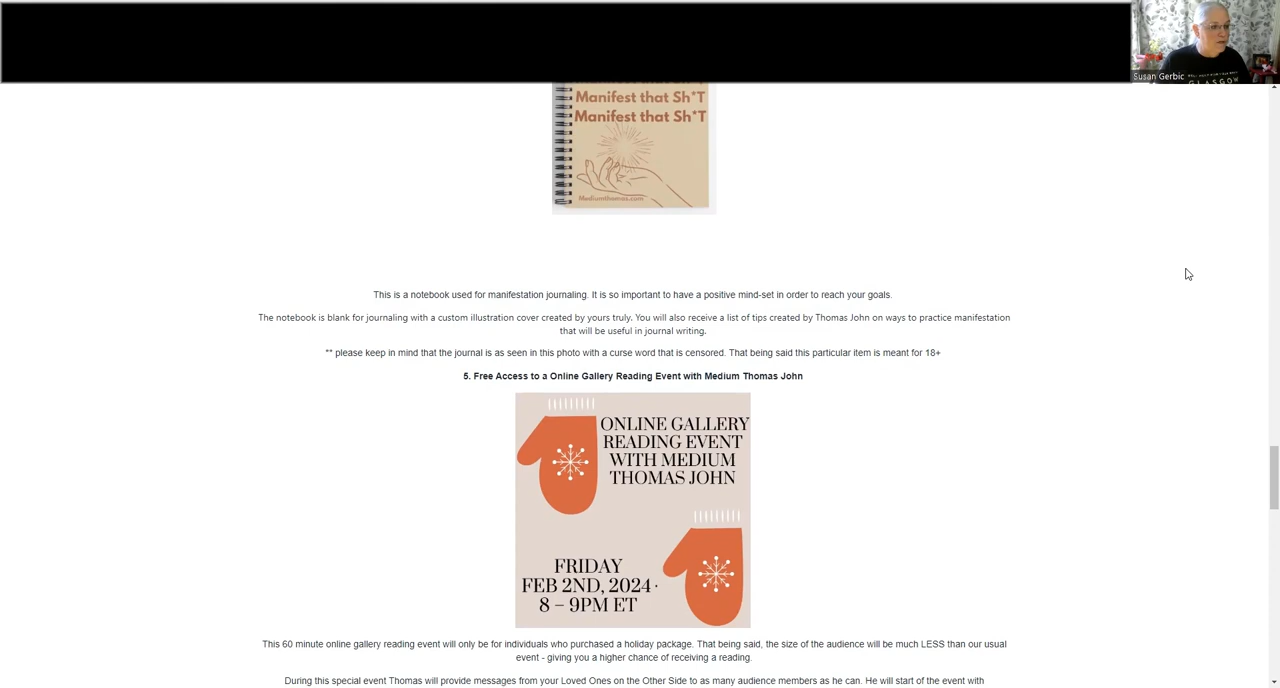 Susan Gerbic
GLASGOW
Manifest that Sh*T
Manifest that Sh*T
Mediumthomas.com
This is a notebook used for manifestation journaling. It is so important to have a positive mind-set in order to reach your goals.
The notebook is blank for journaling with a custom illustration cover created by yours truly. You will also receive a list of tips created by Thomas John on ways to practice manifestation
that will be useful in journal writing.
** please keep in mind that the journal is as seen in this photo with a curse word that is censored. That being said this particular item is meant for 18+
5. Free Access to a Online Gallery Reading Event with Medium Thomas John
ONLINE GALLERY
READING EVENT
WITH MEDIUM
THOMAS JOHN
FRIDAY
FEB 2ND, 2024 ·
8 – 9PM ET
This 60 minute online gallery reading event will only be for individuals who purchased a holiday package. That being said, the size of the audience will be much LESS than our usual
event - giving you a higher chance of receiving a reading.
During this special event Thomas will provide messages from your Loved Ones on the Other Side to as many audience members as he can. He will start of the event with